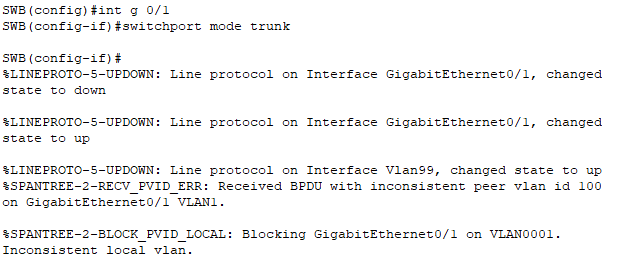 SWB(config)#int g 0/1
SWB(config-if)#switchport mode trunk
SWB(config-if)#
%LINEPROTO-5-UPDOWN: Line protocol on Interface GigabitEthernet0/1, changed
state to down
%LINEPROTO-5-UPDOWN: Line protocol on Interface GigabitEthernet0/1, changed
state to up
%LINEPROTO-5-UPDOWN: Line protocol on Interface Vlan99, changed state to up
%SPANTREE-2-RECV_PVID_ERR: Received BPDU with inconsistent peer vlan id 100
on GigabitEthernet0/1 VLAN1.
%SPANTREE-2-BLOCK_PVID_LOCAL: Blocking GigabitEthernet0/1 on VLAN0001.
Inconsistent local vlan.